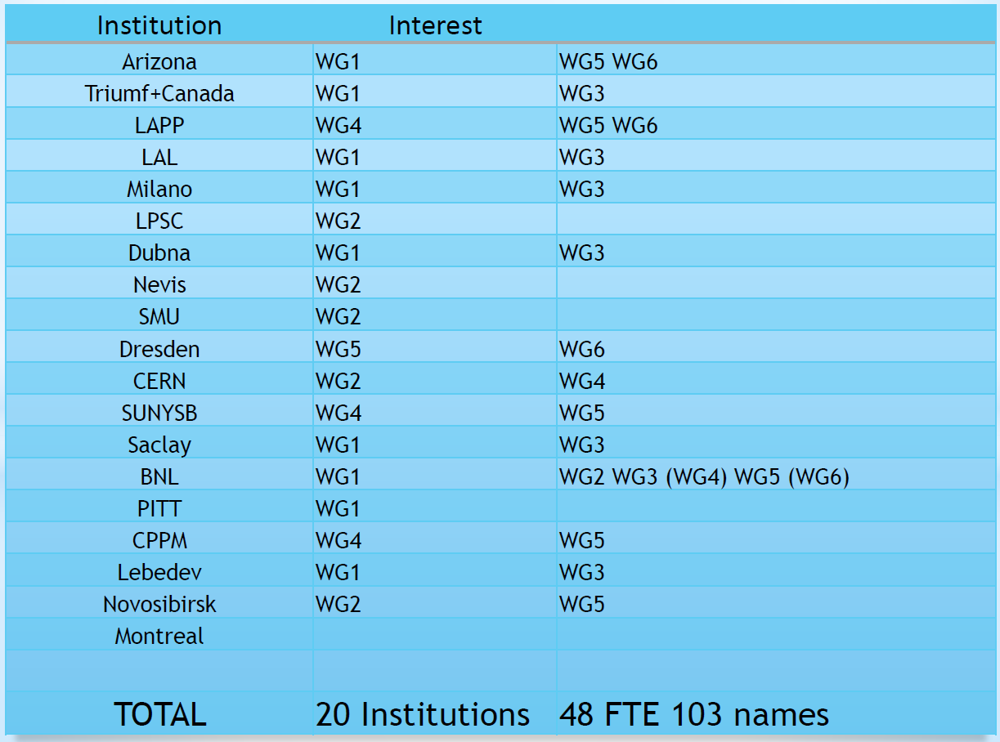 Institution Interest
Arizona WG1 WG5 WG6
Triumf+Canada WG1 WG3
LAPP WG4 WG5 WG6
LAL WG1 WG3
Milano WG1 WG3
LPSC WG2
Dubna WG1 WG3
Nevis WG2
SMU WG2
Dresden WG5 WG6
CERN WG2 WG4
SUNYSB WG4 WG5
Saclay WG1 WG3
BNL WG1 WG2 WG3 (WG4) WG5 (WG6)
PITT WG1
CPPM WG4 WG5
Lebedev WG1 WG3
Novosibirsk WG2 WG5
Montreal
TOTAL 20 Institutions 48 FTE 103 names